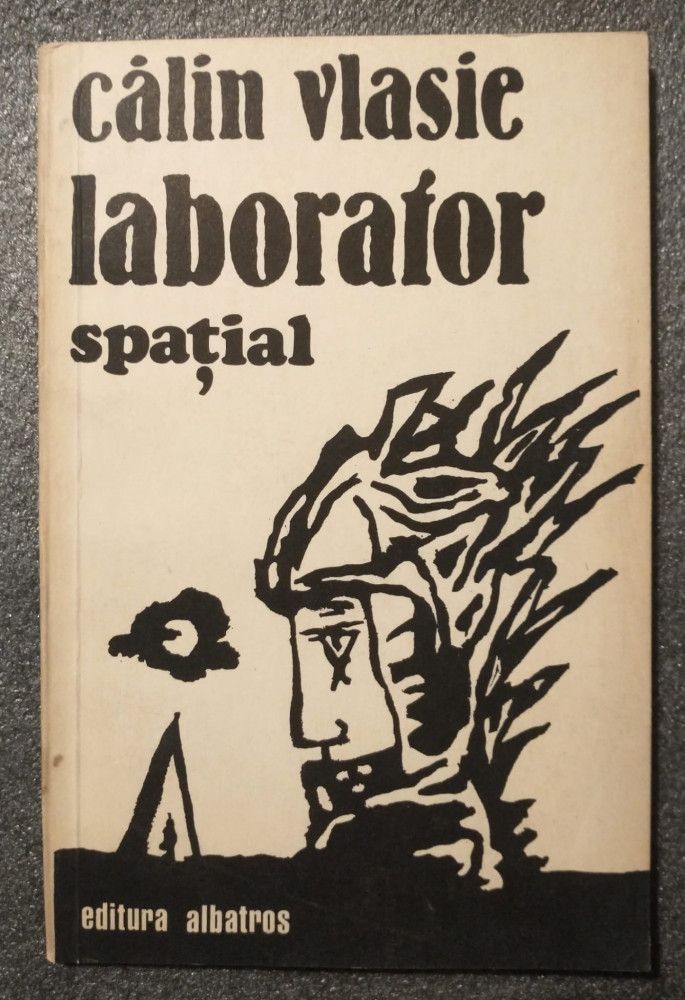 călin vlasie
laborator
spațial
editura albatros